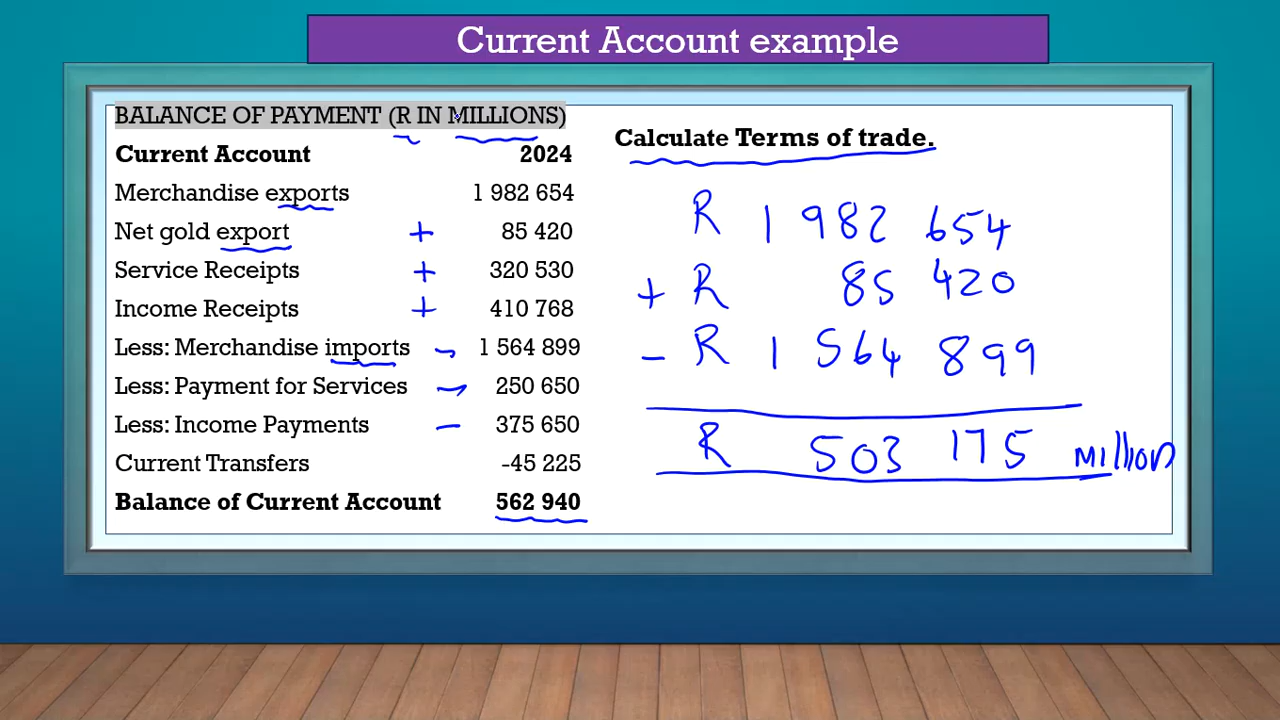 Current Account example
BALANCE OF PAYMENT (R IN MILLIONS)
Current Account 2024
Merchandise exports 1 982 654
Net gold export + 85 420
Service Receipts + 320 530
Income Receipts + 410 768
Less: Merchandise imports - 1 564 899
Less: Payment for Services - 250 650
Less: Income Payments - 375 650
Current Transfers -45 225
Balance of Current Account 562 940
Calculate Terms of trade.
R 1 982 654
+ R 85 420
- R 1 564 899
R 503 175 million